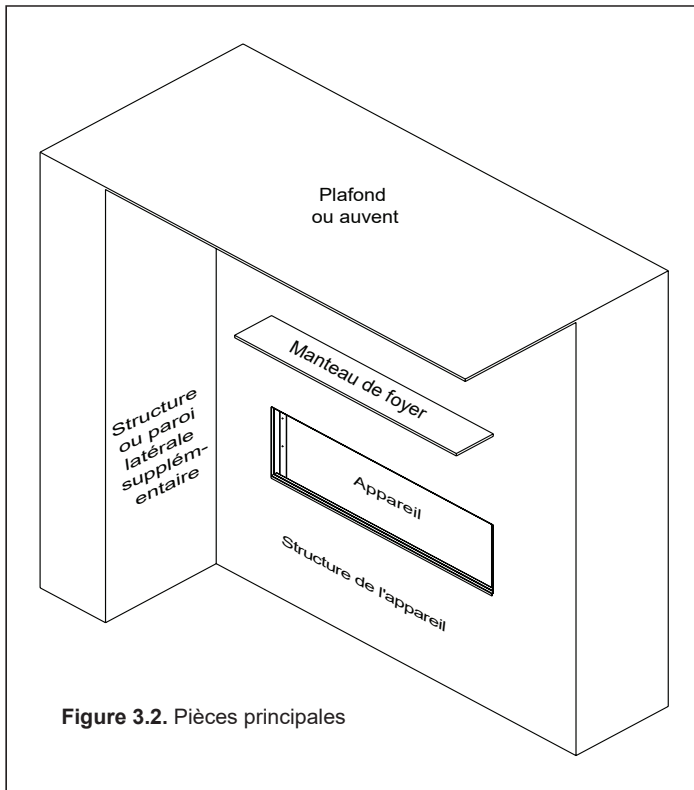 Plafond
ou auvent
Manteau de foyer
Structure
ou paroi
latérale
supplém-
entaire
Appareil
Structure de l'appareil
Figure 3.2. Pièces principales